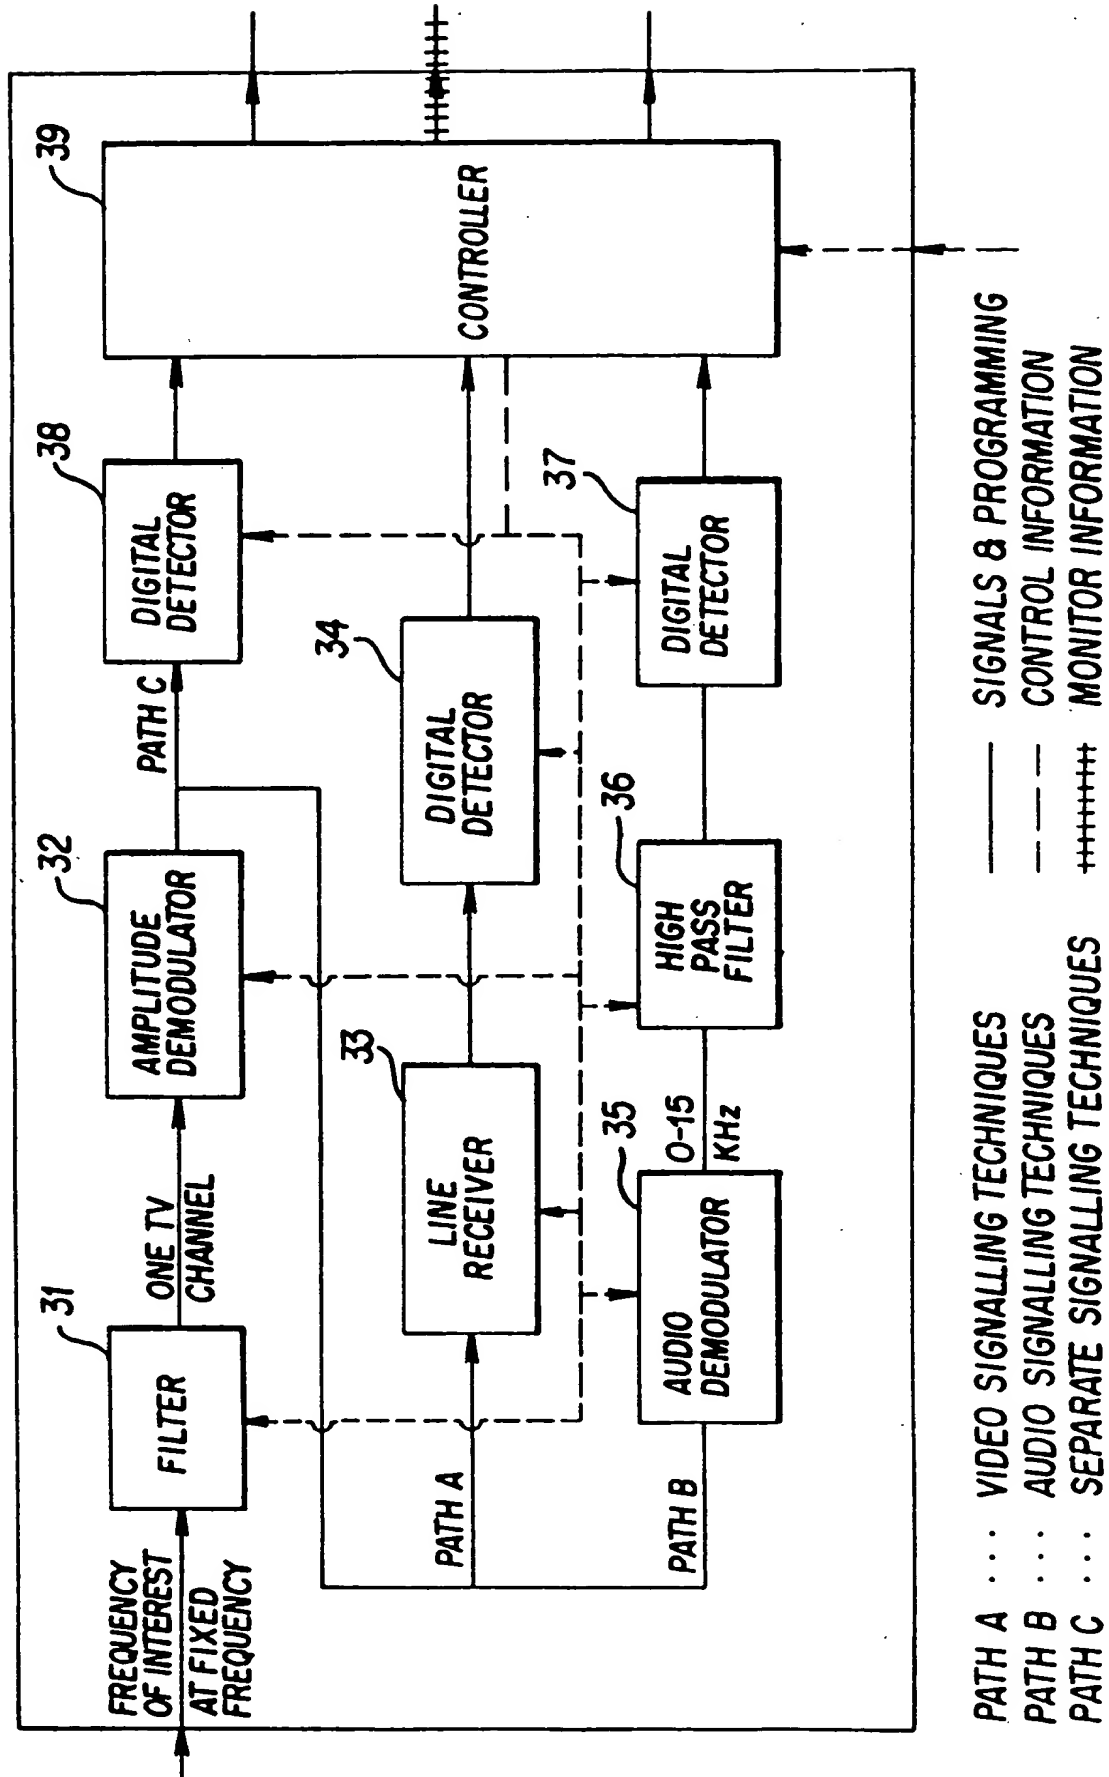 FREQUENCY
OF INTEREST
AT FIXED
FREQUENCY
31
FILTER
ONE TV
CHANNEL
32
AMPLITUDE
DEMODULATOR
PATH C
38
DIGITAL
DETECTOR
39
CONTROLLER
PATH A
33
LINE
RECEIVER
34
DIGITAL
DETECTOR
PATH B
35
AUDIO
DEMODULATOR
0-15
KHz
36
HIGH
PASS
FILTER
37
DIGITAL
DETECTOR
PATH A ... VIDEO SIGNALLING TECHNIQUES
PATH B ... AUDIO SIGNALLING TECHNIQUES
PATH C ... SEPARATE SIGNALLING TECHNIQUES
SIGNALS & PROGRAMMING
CONTROL INFORMATION
MONITOR INFORMATION